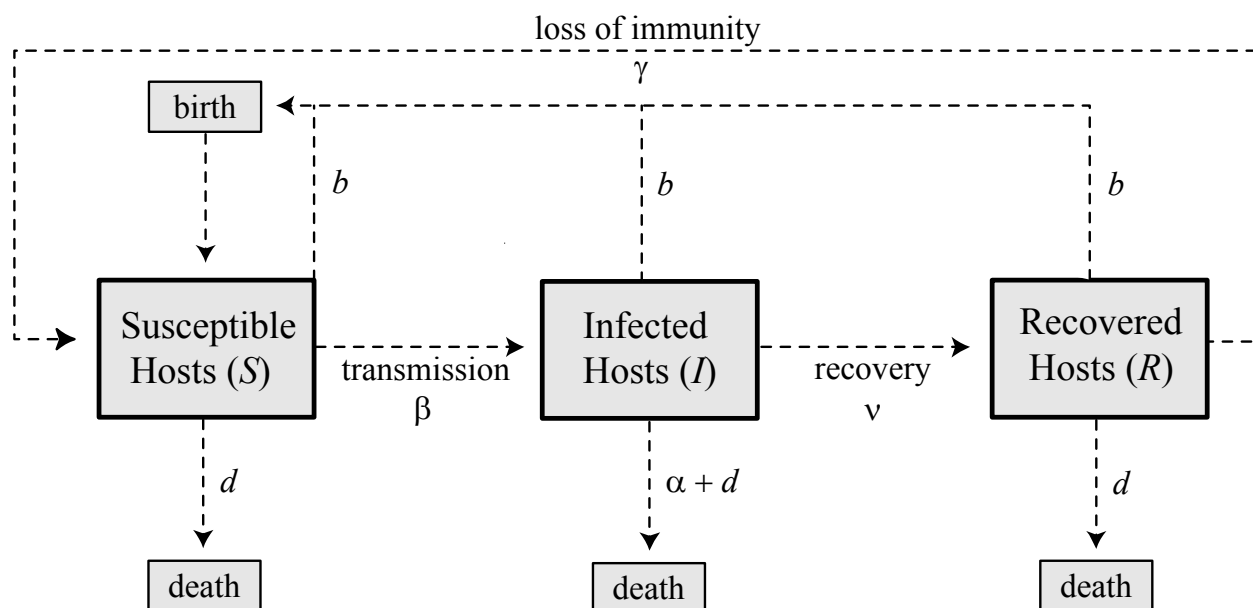 loss of immunity
γ
birth
b
b
b
Susceptible
Hosts (S)
transmission
β
Infected
Hosts (I)
recovery
ν
Recovered
Hosts (R)
d
α + d
d
death
death
death